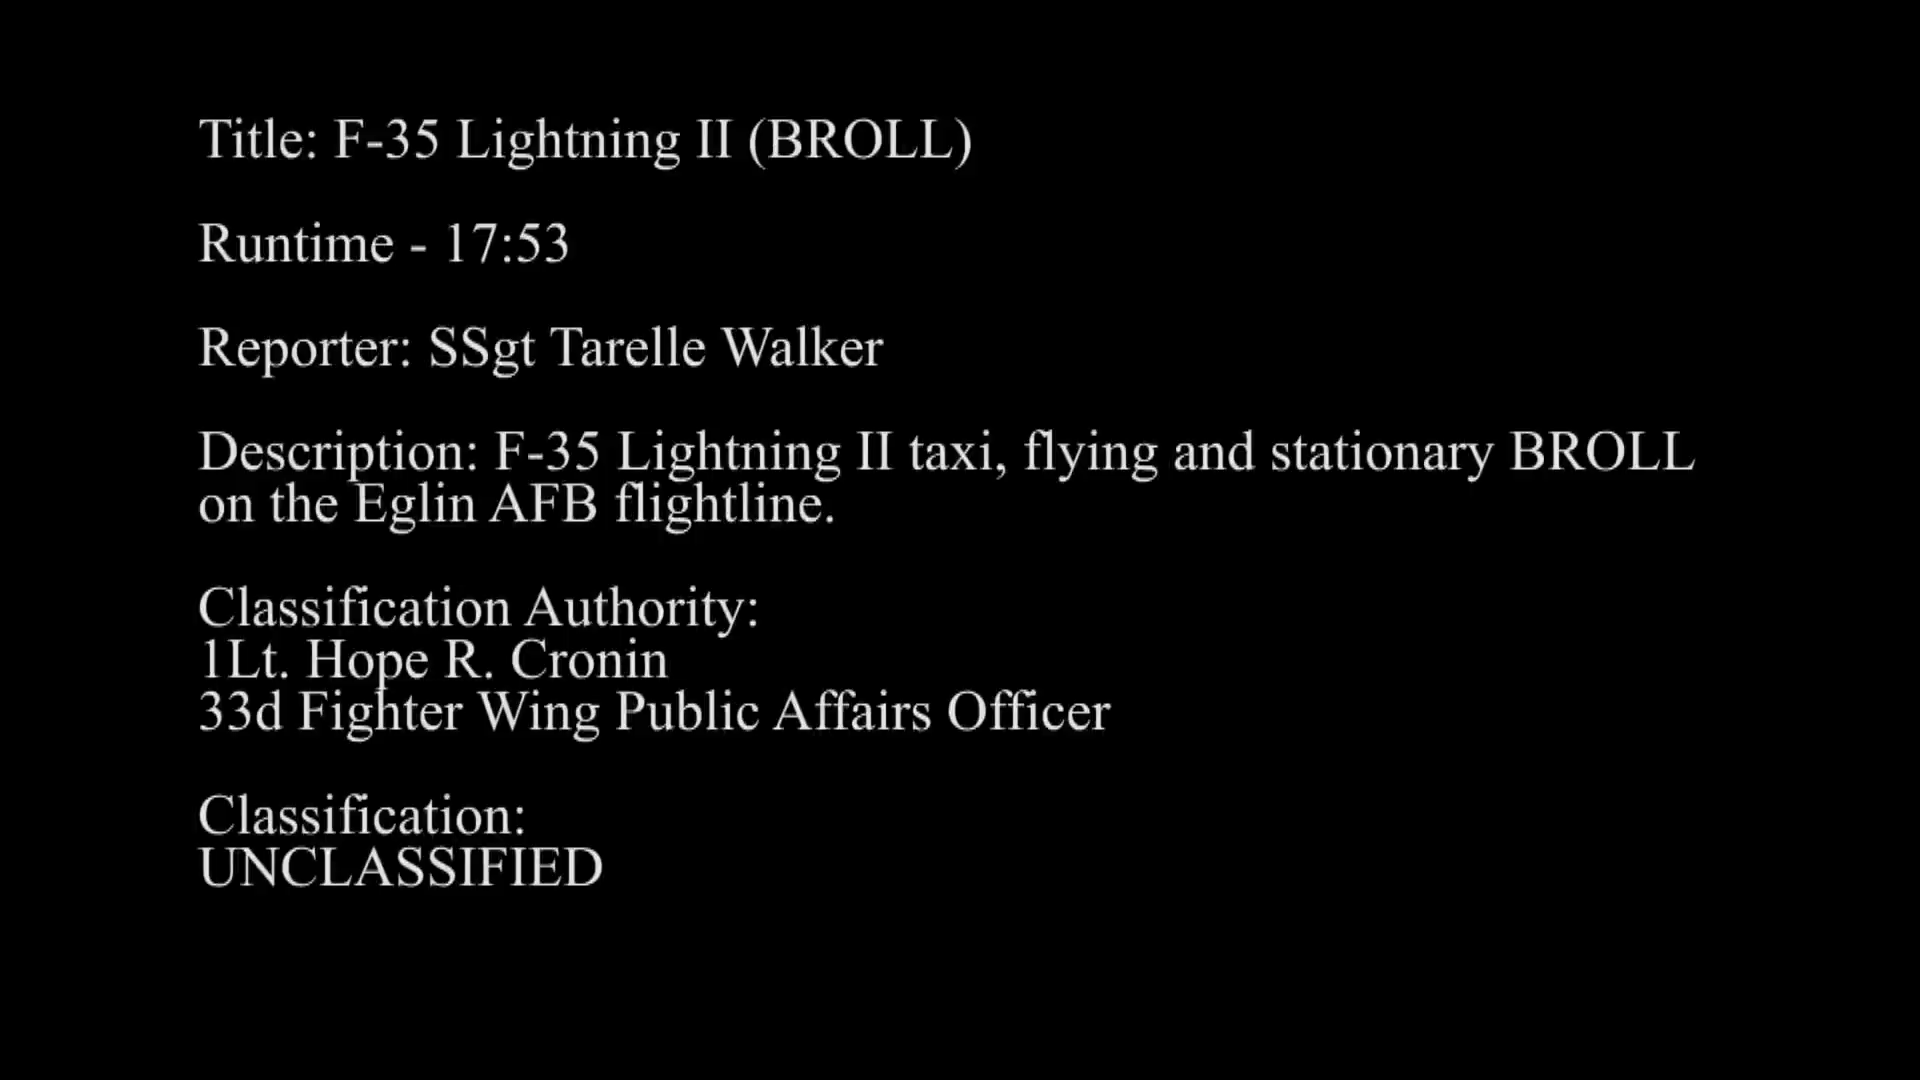 Title: F-35 Lightning II (BROLL)
Runtime - 17:53
Reporter: SSgt Tarelle Walker
Description: F-35 Lightning II taxi, flying and stationary BROLL
on the Eglin AFB flightline.
Classification Authority:
1Lt. Hope R. Cronin
33d Fighter Wing Public Affairs Officer
Classification:
UNCLASSIFIED